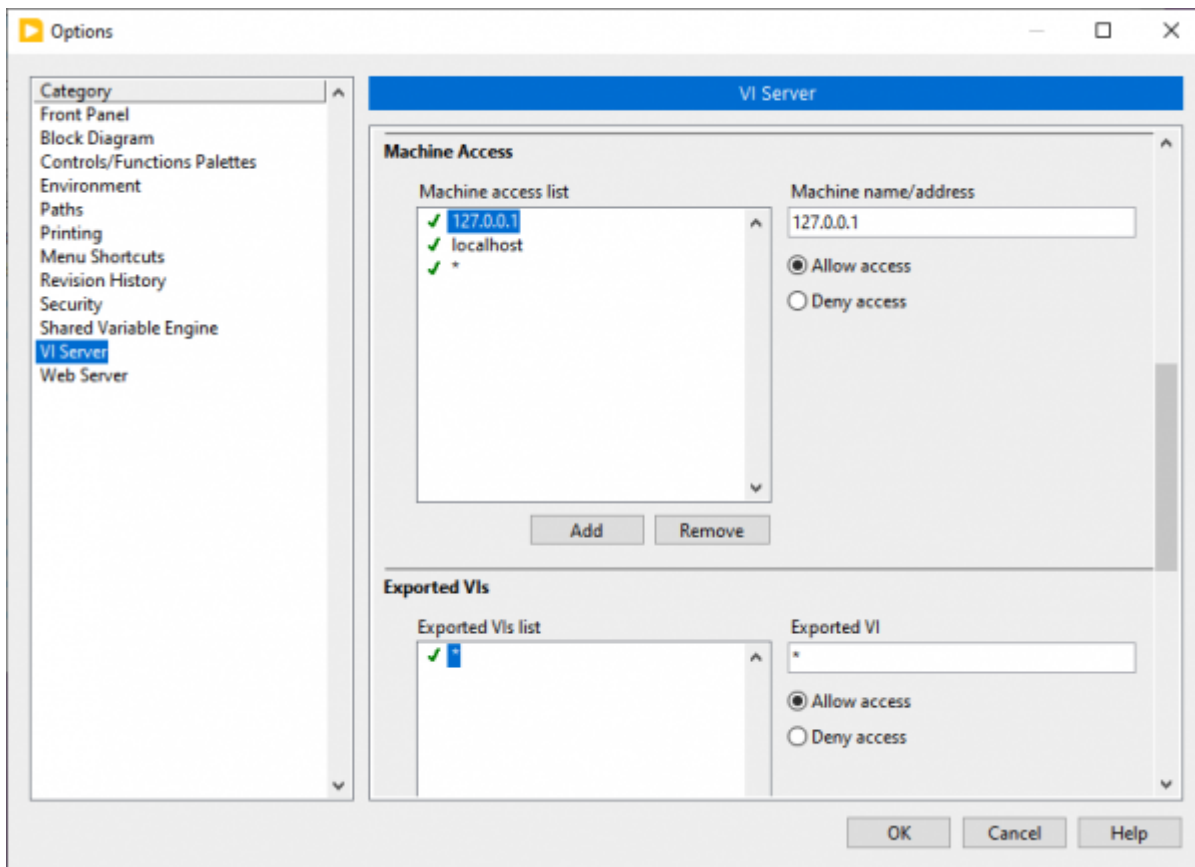 Options
Category
Front Panel
Block Diagram
Controls/Functions Palettes
Environment
Paths
Printing
Menu Shortcuts
Revision History
Security
Shared Variable Engine
VI Server
Web Server
VI Server
Machine Access
Machine access list
127.0.0.1
localhost
*
Machine name/address
127.0.0.1
Allow access
Deny access
Add
Remove
Exported VIs
Exported VIs list
*
Exported VI
*
Allow access
Deny access
OK
Cancel
Help